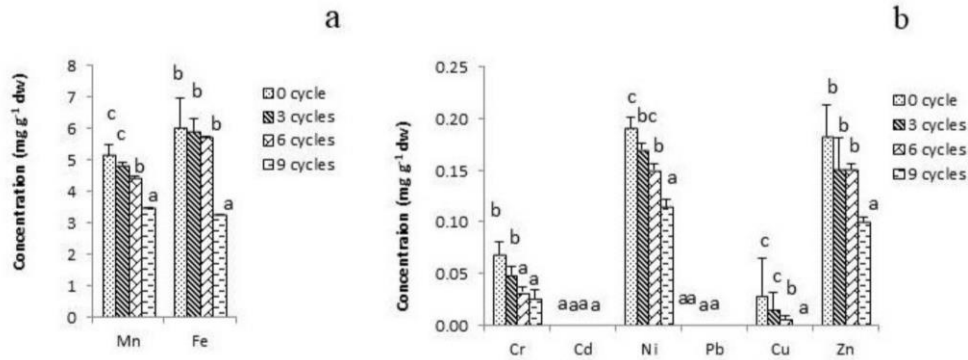 a
Concentration (mg g⁻¹ dw)
8
7
6
5
4
3
2
1
0
c
c
b
a
b
b
b
a
Mn
Fe
0 cycle
3 cycles
6 cycles
9 cycles
b
Concentraion (mg g⁻¹ dw)
0.25
0.20
0.15
0.10
0.05
0.00
b
b
a
a
aaaa
c
bc
b
a
aa
aa
c
c
b
a
b
b
b
a
Cr
Cd
Ni
Pb
Cu
Zn
0 cycle
3 cycles
6 cycles
9 cycles